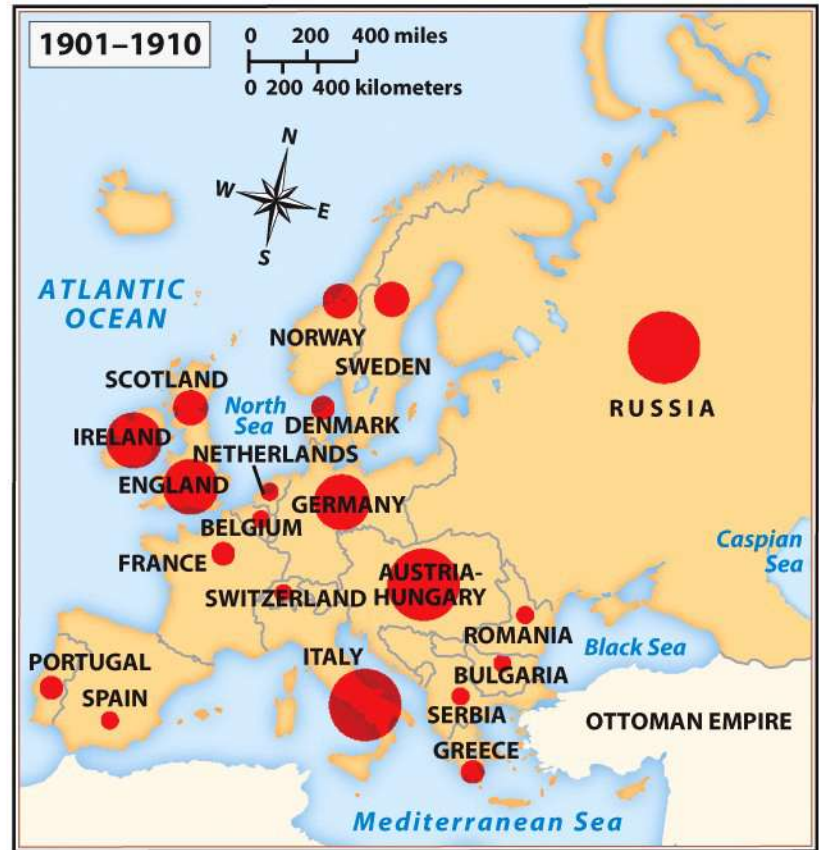 1901–1910
0 200 400 miles
0 200 400 kilometers
N
W
E
S
ATLANTIC
OCEAN
NORWAY
SWEDEN
SCOTLAND
North
Sea
DENMARK
RUSSIA
IRELAND
NETHERLANDS
ENGLAND
GERMANY
BELGIUM
FRANCE
Caspian
Sea
AUSTRIA-
HUNGARY
SWITZERLAND
ROMANIA
Black Sea
ITALY
PORTUGAL
BULGARIA
SPAIN
SERBIA
OTTOMAN EMPIRE
GREECE
Mediterranean Sea